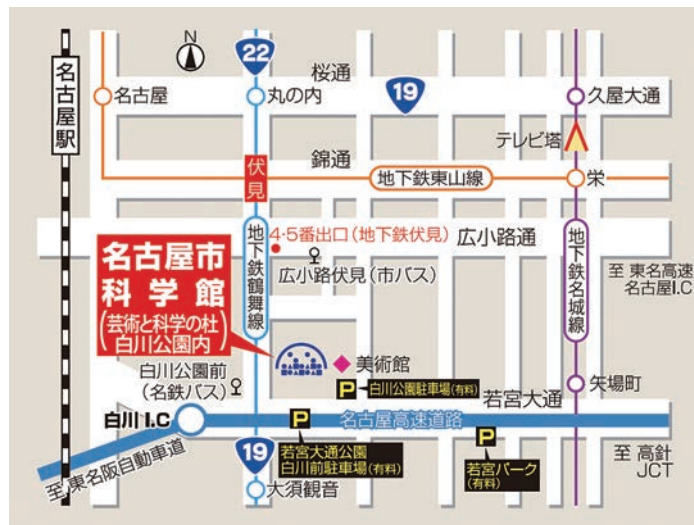 N
22
桜通
名古屋駅
名古屋
丸の内
19
久屋大通
テレビ塔
錦通
伏見
地下鉄東山線
栄
4・5番出口(地下鉄伏見)
広小路通
名古屋市
科学館
(芸術と科学の杜
白川公園内)
地下鉄鶴舞線
広小路伏見(市バス)
地下鉄名城線
至 東名高速
名古屋I.C
美術館
白川公園前
(名鉄バス)
P
白川公園駐車場(有料)
若宮大通
矢場町
白川 I.C
P
名古屋高速道路
若宮大通公園
白川前駐車場(有料)
P
若宮パーク
(有料)
至 高針
JCT
至 東名阪自動車道
19
大須観音